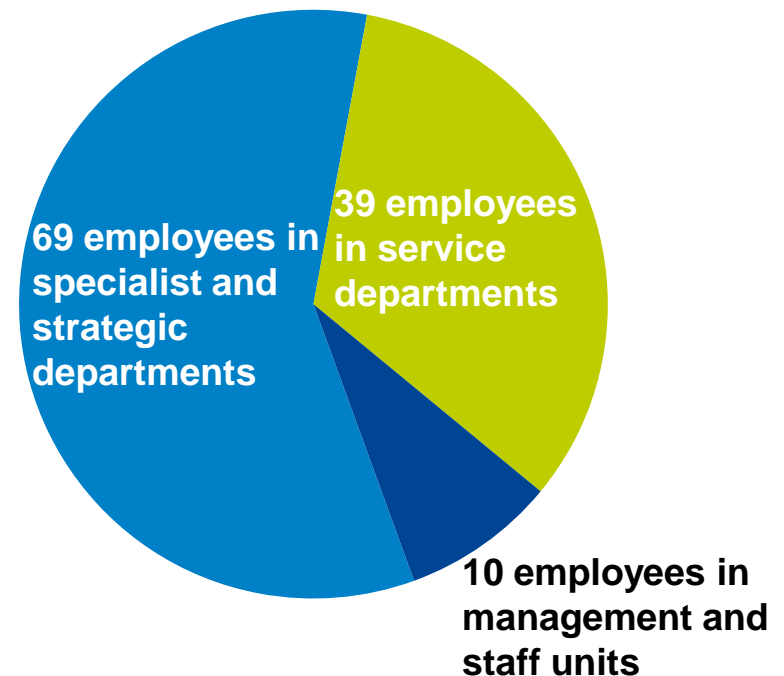 69 employees in
specialist and
strategic
departments
39 employees
in service
departments
10 employees in
management and
staff units